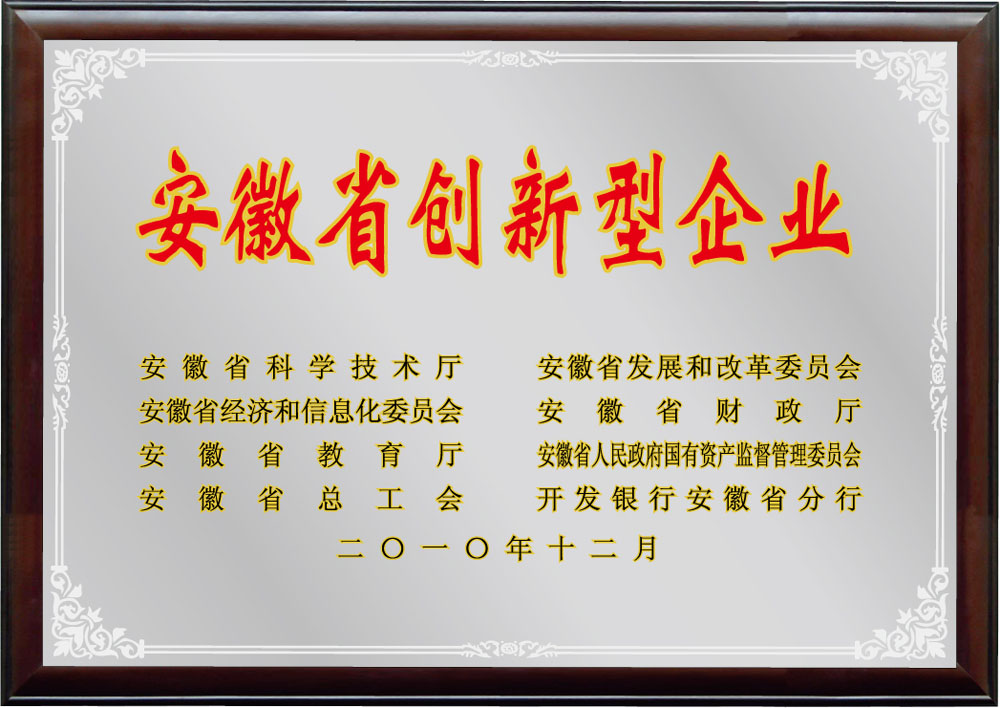 安徽省创新型企业
安徽省科学技术厅 安徽省发展和改革委员会
安徽省经济和信息化委员会 安徽省财政厅
安徽省教育厅 安徽省人民政府国有资产监督管理委员会
安徽省总工会 开发银行安徽省分行
二〇一〇年十二月